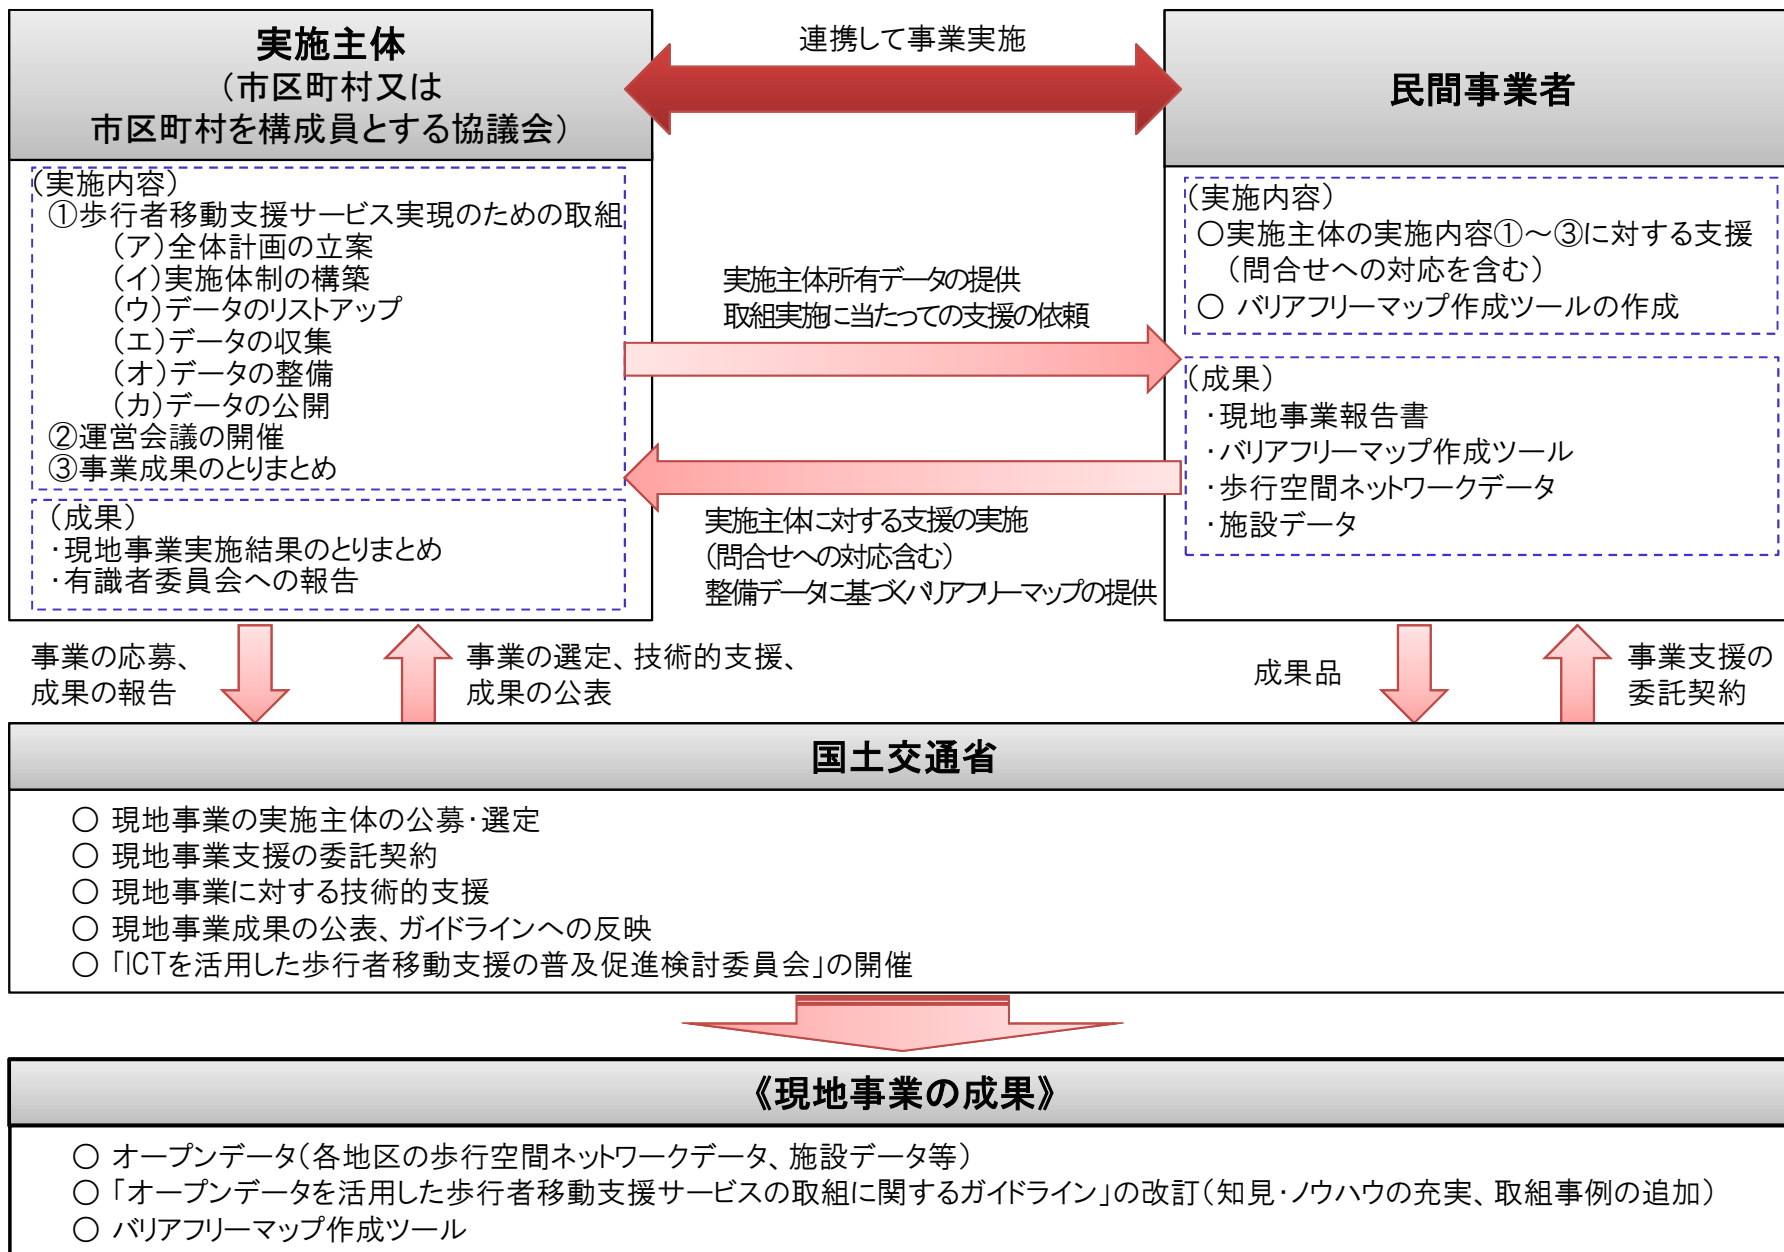 実施主体
（市区町村又は
市区町村を構成員とする協議会）
（実施内容）
①歩行者移動支援サービス実現のための取組
（ア）全体計画の立案
（イ）実施体制の構築
（ウ）データのリストアップ
（エ）データの収集
（オ）データの整備
（カ）データの公開
②運営会議の開催
③事業成果のとりまとめ
（成果）
・現地事業実施結果のとりまとめ
・有識者委員会への報告
連携して事業実施
実施主体所有データの提供
取組実施に当たっての支援の依頼
実施主体に対する支援の実施
（問合せへの対応含む）
整備データに基づくバリアフリーマップの提供
民間事業者
（実施内容）
○実施主体の実施内容①～③に対する支援
（問合せへの対応を含む）
○ バリアフリーマップ作成ツールの作成
（成果）
・現地事業報告書
・バリアフリーマップ作成ツール
・歩行空間ネットワークデータ
・施設データ
事業の応募、
成果の報告
事業の選定、技術的支援、
成果の公表
成果品
事業支援の
委託契約
国土交通省
○ 現地事業の実施主体の公募・選定
○ 現地事業支援の委託契約
○ 現地事業に対する技術的支援
○ 現地事業成果の公表、ガイドラインへの反映
○ 「ICTを活用した歩行者移動支援の普及促進検討委員会」の開催
《現地事業の成果》
○ オープンデータ（各地区の歩行空間ネットワークデータ、施設データ等）
○ 「オープンデータを活用した歩行者移動支援サービスの取組に関するガイドライン」の改訂（知見・ノウハウの充実、取組事例の追加）
○ バリアフリーマップ作成ツール